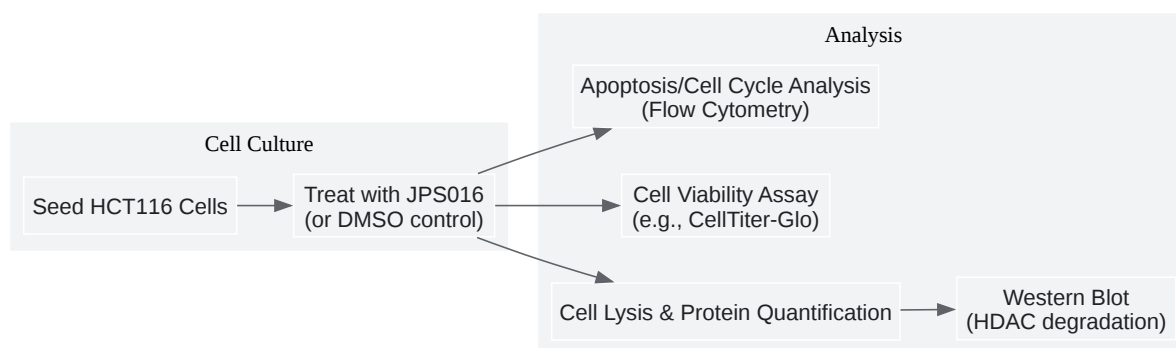 Cell Culture
Seed HCT116 Cells
Treat with JPS016
(or DMSO control)
Analysis
Apoptosis/Cell Cycle Analysis
(Flow Cytometry)
Cell Viability Assay
(e.g., CellTiter-Glo)
Cell Lysis & Protein Quantification
Western Blot
(HDAC degradation)